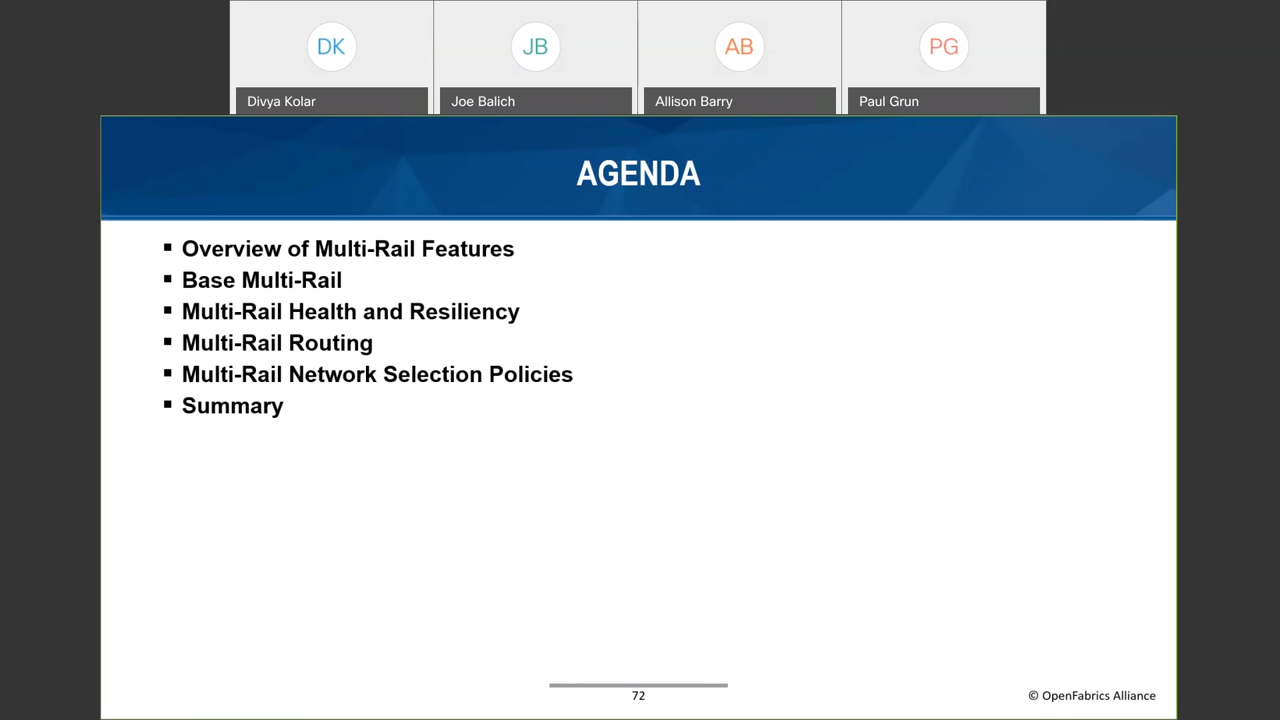 DK
JB
AB
PG
Divya Kolar
Joe Balich
Allison Barry
Paul Grun
AGENDA
▪ Overview of Multi-Rail Features
▪ Base Multi-Rail
▪ Multi-Rail Health and Resiliency
▪ Multi-Rail Routing
▪ Multi-Rail Network Selection Policies
▪ Summary
72
© OpenFabrics Alliance